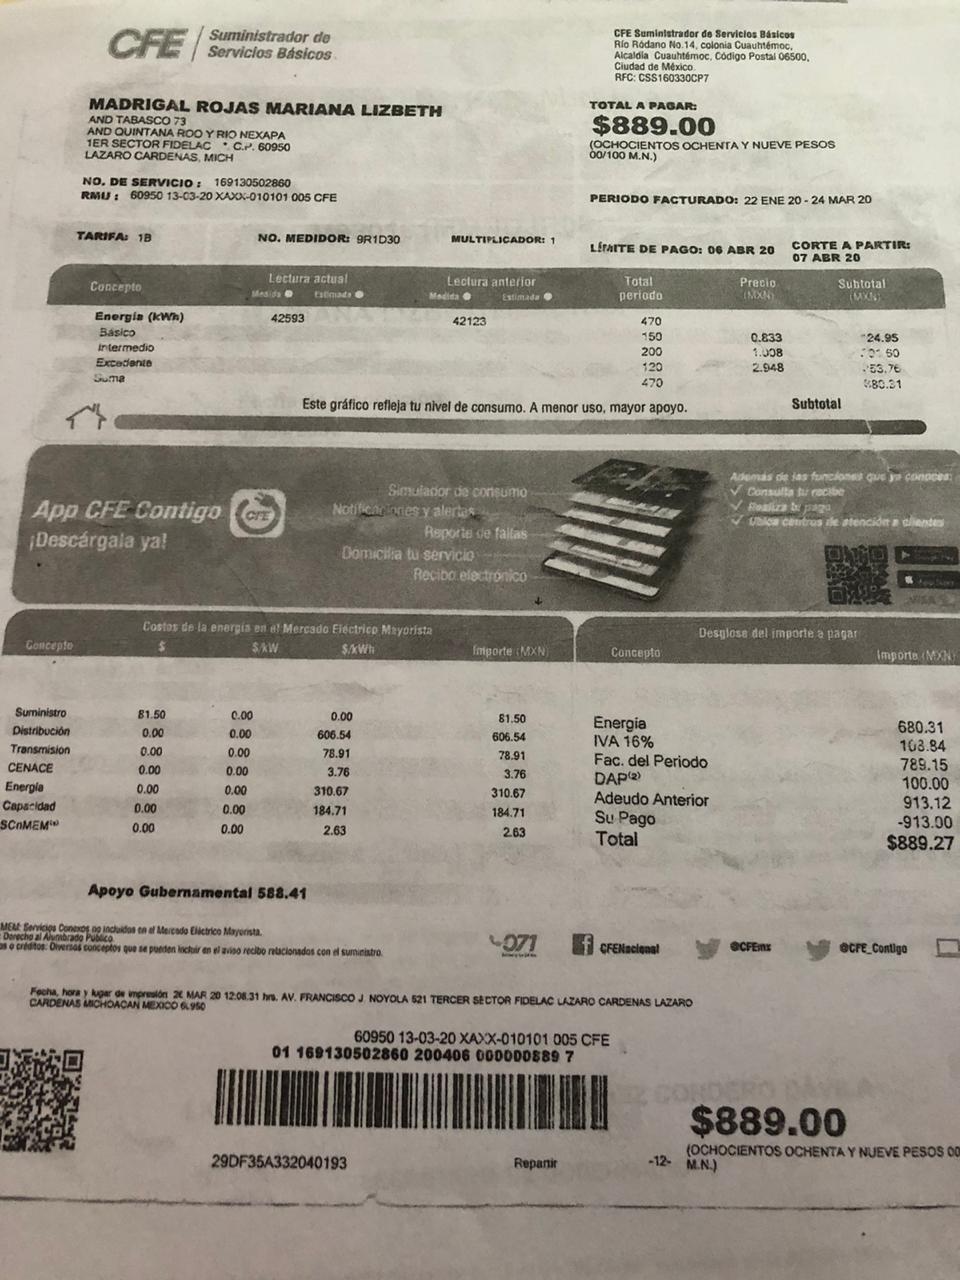 CFE Suministrador de
Servicios Básicos
CFE Suministrador de Servicios Básicos
Río Ródano No.14, colonia Cuauhtémoc,
Alcaldía Cuauhtémoc, Código Postal 06500,
Ciudad de México.
RFC: CSS160330CP7
MADRIGAL ROJAS MARIANA LIZBETH
AND TABASCO 73
AND QUINTANA ROO Y RIO NEXAPA
1ER SECTOR FIDELAC * C.P. 60950
LAZARO CARDENAS, MICH
TOTAL A PAGAR:
$889.00
(OCHOCIENTOS OCHENTA Y NUEVE PESOS
00/100 M.N.)
NO. DE SERVICIO : 169130502860
RMU : 60950 13-03-20 XAXX-010101 005 CFE
PERIODO FACTURADO: 22 ENE 20 - 24 MAR 20
TARIFA: 1B NO. MEDIDOR: 9R1D30 MULTIPLICADOR: 1
LÍMITE DE PAGO: 06 ABR 20 CORTE A PARTIR:
07 ABR 20
Concepto Lectura actual Lectura anterior Total Precio Subtotal
Medida Estimada Medida Estimada periodo (MXN) (MXN)
Energía (kWh) 42593 42123 470
Básico 150 0.833 24.95
Intermedio 200 1.008
Excedente 120 2.948
Suma 470
Este gráfico refleja tu nivel de consumo. A menor uso, mayor apoyo. Subtotal
App CFE Contigo
¡Descárgala ya!
CFE
Simulador de consumo
Notificaciones y alertas
Reporte de fallas
Domicilia tu servicio
Recibo electrónico
Además de las funciones que ya conoces:
✓ Consulta tu recibo
✓ Realiza tu pago
✓ Ubica centros de atención a clientes
Costos de la energía en el Mercado Eléctrico Mayorista
Concepto $ $/kW $/kWh Importe (MXN)
Suministro 81.50 0.00 0.00 81.50
Distribución 0.00 0.00 606.54 606.54
Transmision 0.00 0.00 78.91 78.91
CENACE 0.00 0.00 3.76 3.76
Energía 0.00 0.00 310.67 310.67
Capacidad 0.00 0.00 184.71 184.71
SCnMEM 0.00 0.00 2.63 2.63
Desglose del importe a pagar
Concepto Importe (MXN)
Energía 680.31
IVA 16% 108.84
Fac. del Periodo 789.15
DAP(2) 100.00
Adeudo Anterior 913.12
Su Pago -913.00
Total $889.27
Apoyo Gubernamental 588.41
MEM: Servicios Conexos no incluidos en el Mercado Eléctrico Mayorista.
Derecho al Alumbrado Público.
os o créditos: Diversos conceptos que se pueden incluir en el aviso recibo relacionados con el suministro.
071
CFENacional
@CFEmx
@CFE_Contigo
Fecha, hora y lugar de impresión 26 MAR 20 12:08.31 hrs. AV. FRANCISCO J. NOYOLA 521 TERCER SECTOR FIDELAC LAZARO CARDENAS LAZARO
CARDENAS MICHOACAN MEXICO
60950 13-03-20 XAXX-010101 005 CFE
01 169130502860 200406 000000889 7
29DF35A332040193
Repartir
-12-
$889.00
(OCHOCIENTOS OCHENTA Y NUEVE PESOS 00
M.N.)